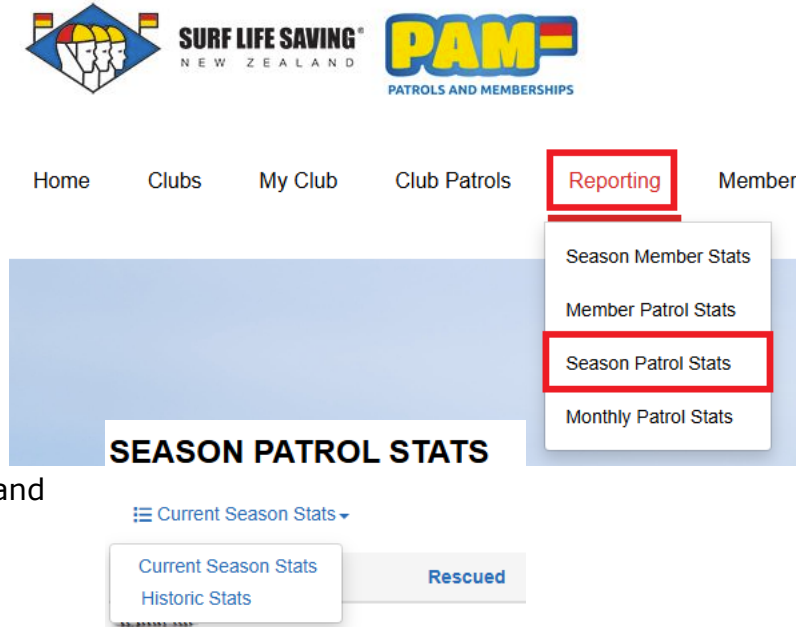 SURF LIFE SAVING®
NEW ZEALAND
PAM
PATROLS AND MEMBERSHIPS
Home Clubs My Club Club Patrols Reporting Member
Season Member Stats
Member Patrol Stats
Season Patrol Stats
Monthly Patrol Stats
SEASON PATROL STATS
and
Current Season Stats
Current Season Stats
Historic Stats
Rescued